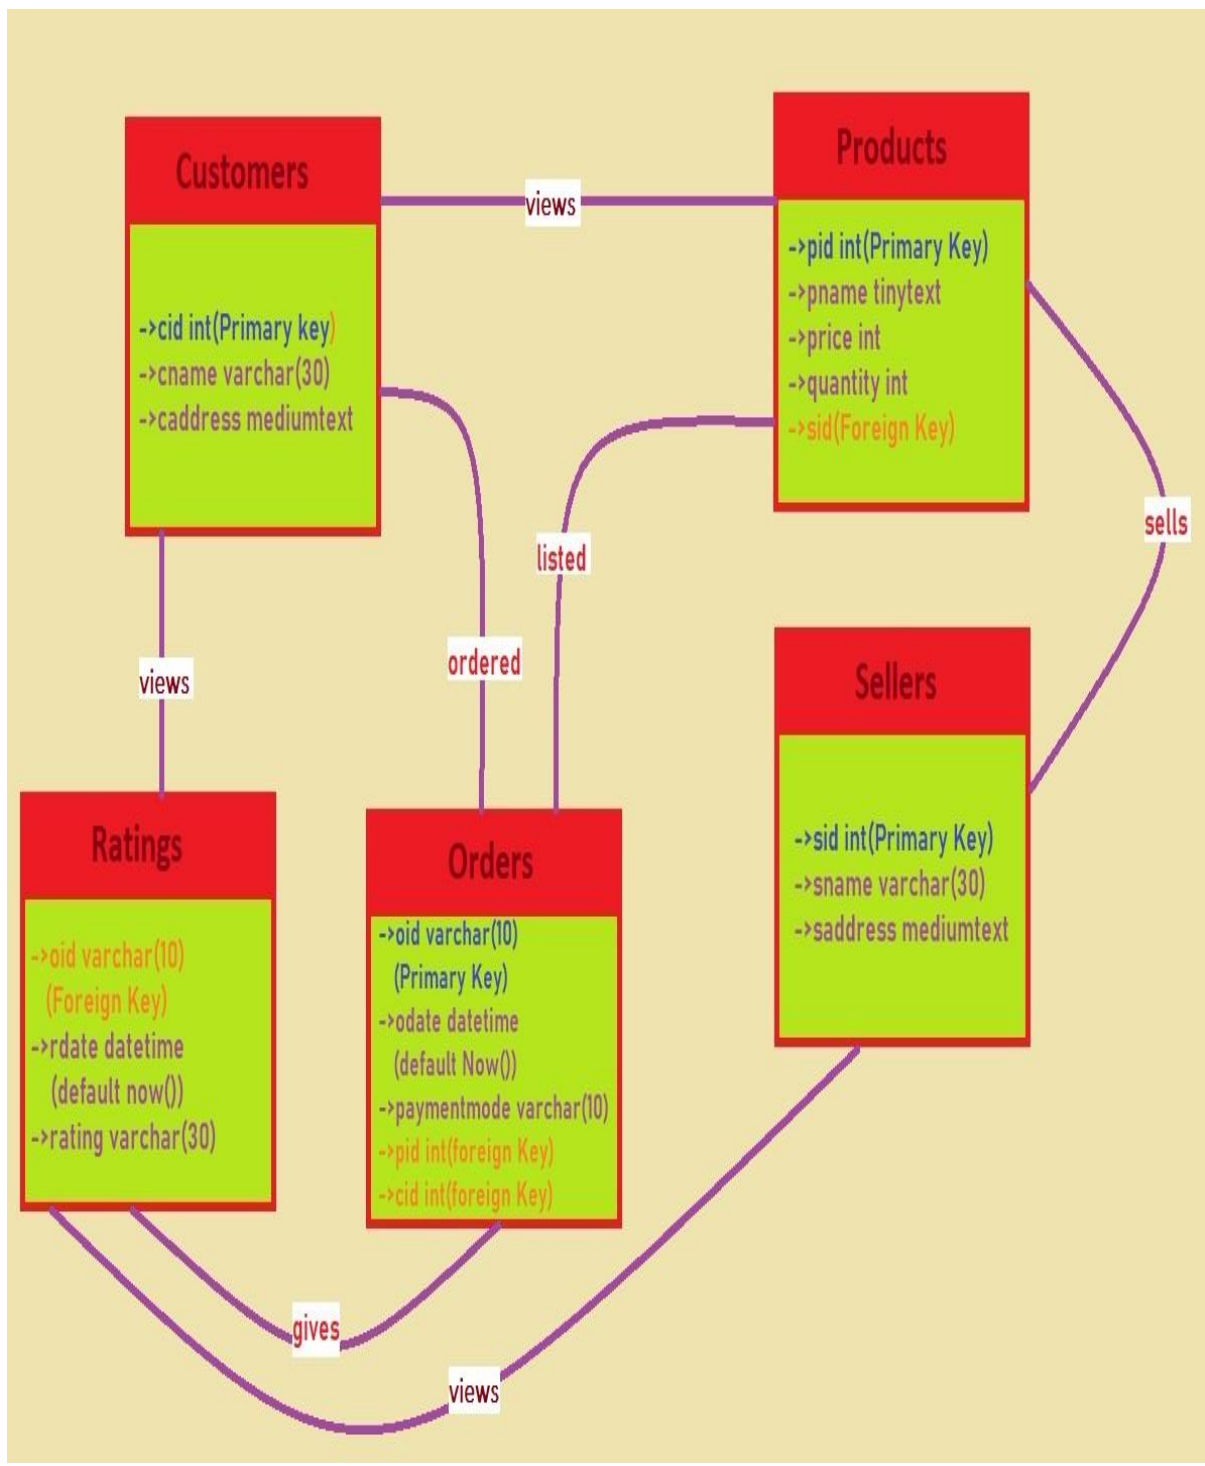 Customers
->cid int(Primary key)
->cname varchar(30)
->caddress mediumtext
views
Products
->pid int(Primary Key)
->pname tinytext
->price int
->quantity int
->sid(Foreign Key)
listed
sells
ordered
views
Sellers
->sid int(Primary Key)
->sname varchar(30)
->saddress mediumtext
Ratings
->oid varchar(10)
(Foreign Key)
->rdate datetime
(default now())
->rating varchar(30)
Orders
->oid varchar(10)
(Primary Key)
->odate datetime
(default Now())
->paymentmode varchar(10)
->pid int(foreign Key)
->cid int(foreign Key)
gives
views